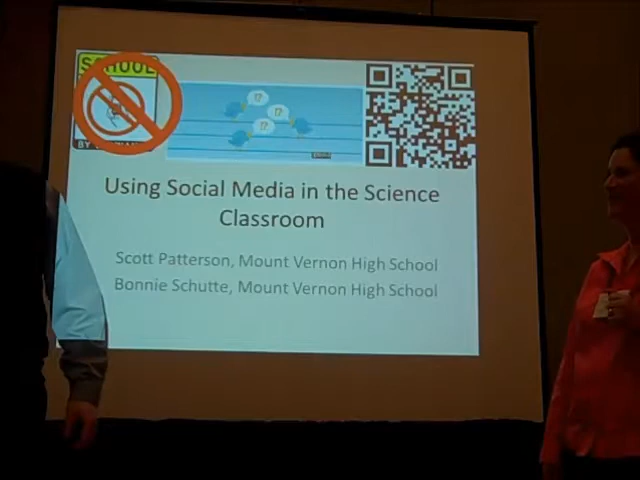 SCHOOL
!?
!?
!?
Using Social Media in the Science
Classroom
Scott Patterson, Mount Vernon High School
Bonnie Schutte, Mount Vernon High School